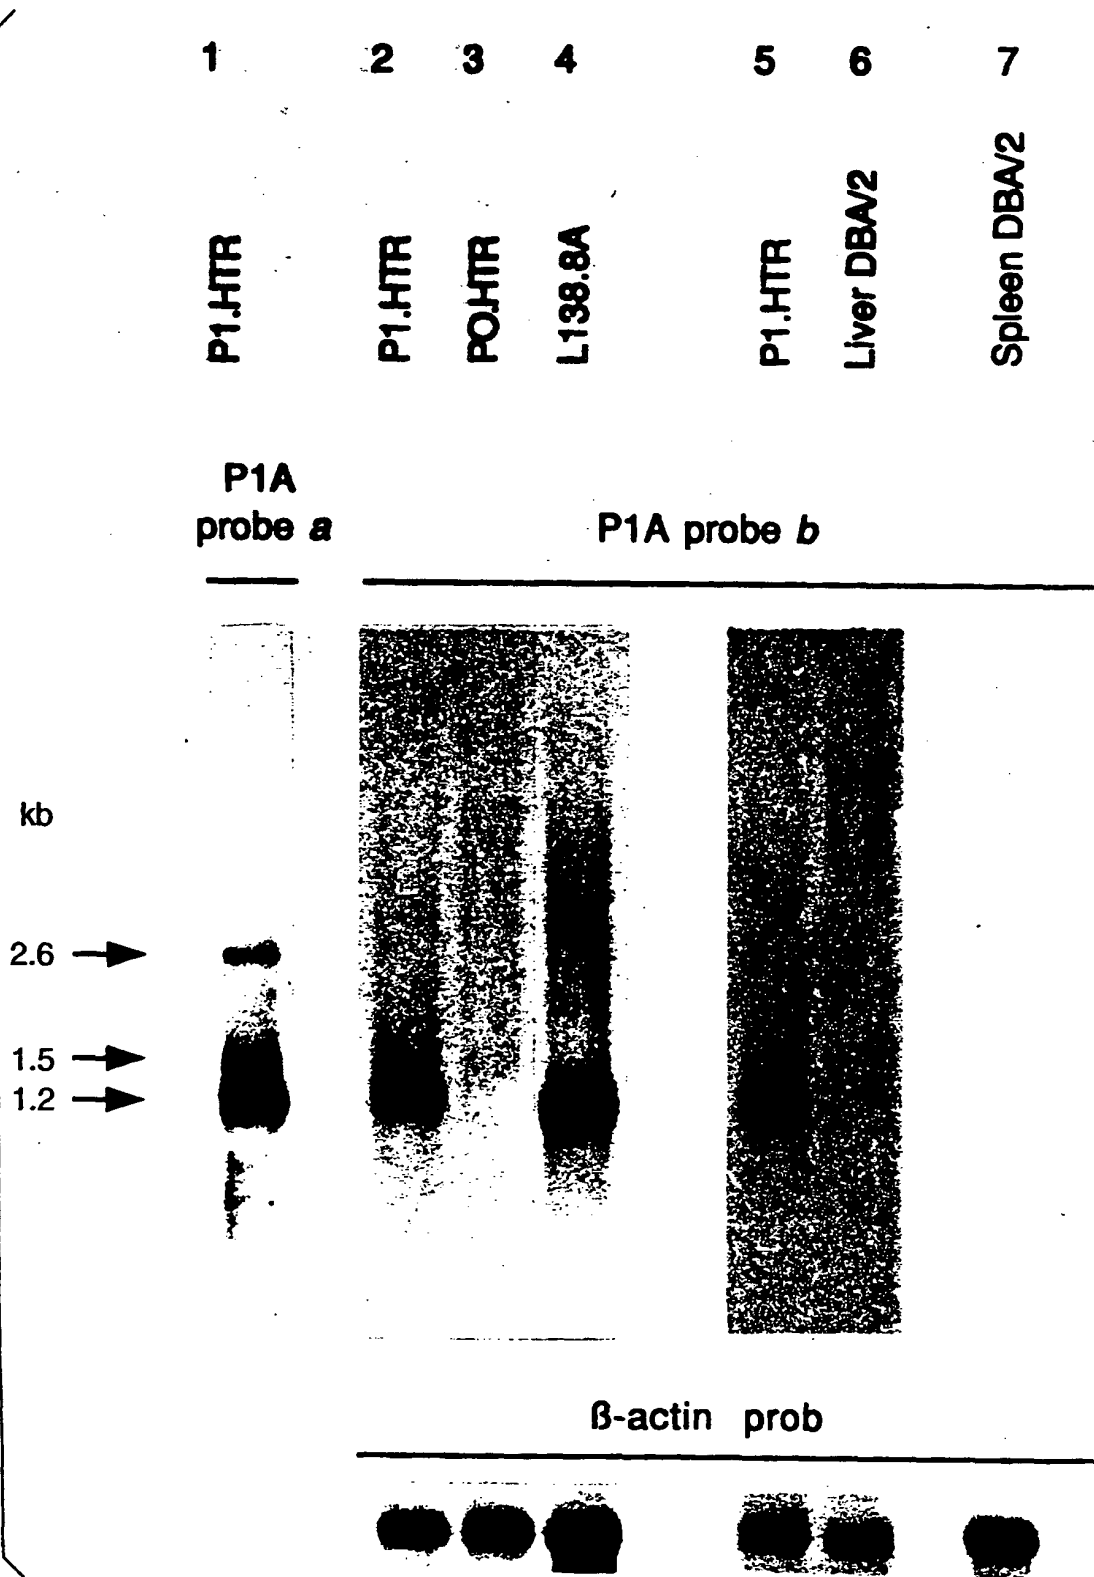 1 2 3 4 5 6 7
P1.HTR P1.HTR PO.HTR L138.8A P1.HTR Liver DBA/2 Spleen DBA/2
P1A
probe a
P1A probe b
kb
2.6
1.5
1.2
ß-actin prob